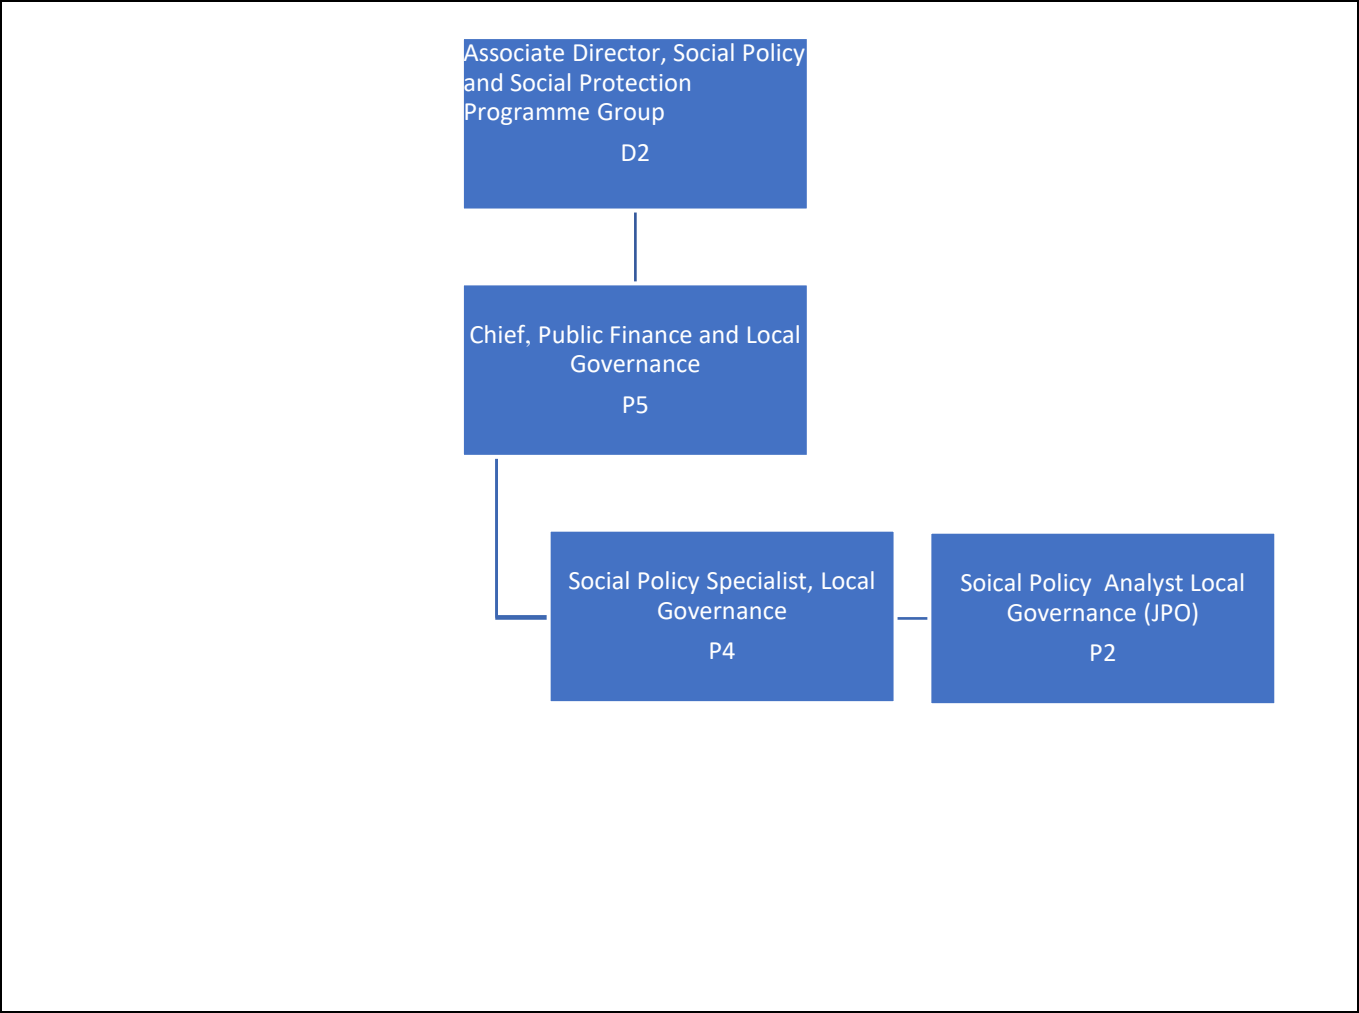 Associate Director, Social Policy
and Social Protection
Programme Group
D2
Chief, Public Finance and Local
Governance
P5
Social Policy Specialist, Local
Governance
P4
Soical Policy  Analyst Local
Governance (JPO)
P2